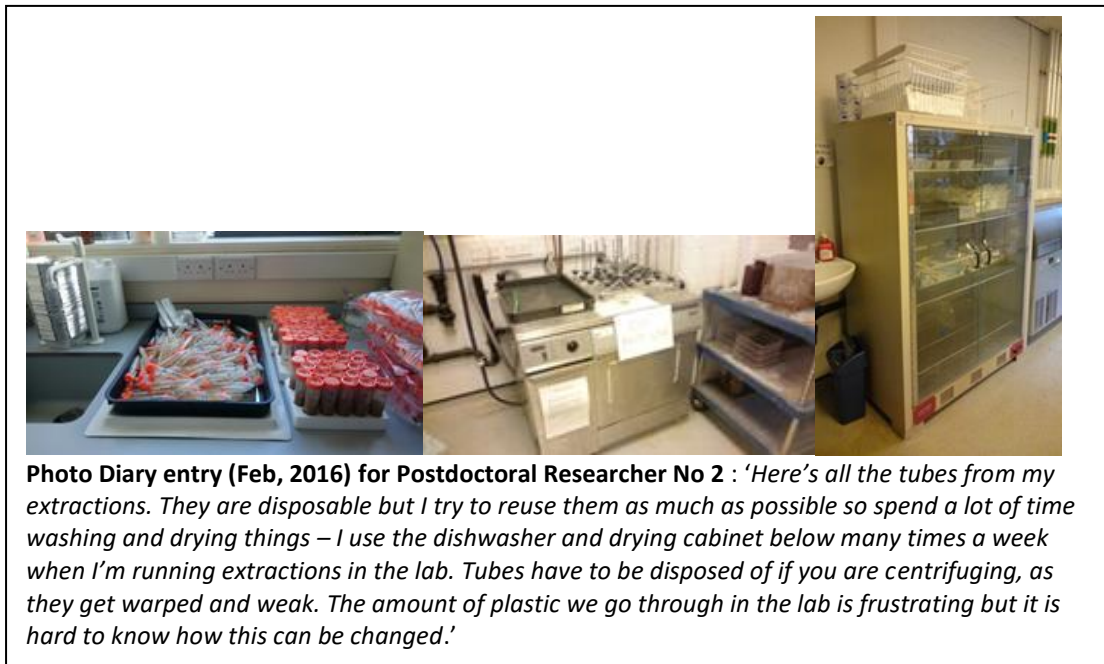 Photo Diary entry (Feb, 2016) for Postdoctoral Researcher No 2 : ‘Here’s all the tubes from my
extractions. They are disposable but I try to reuse them as much as possible so spend a lot of time
washing and drying things – I use the dishwasher and drying cabinet below many times a week
when I’m running extractions in the lab. Tubes have to be disposed of if you are centrifuging, as
they get warped and weak. The amount of plastic we go through in the lab is frustrating but it is
hard to know how this can be changed.’